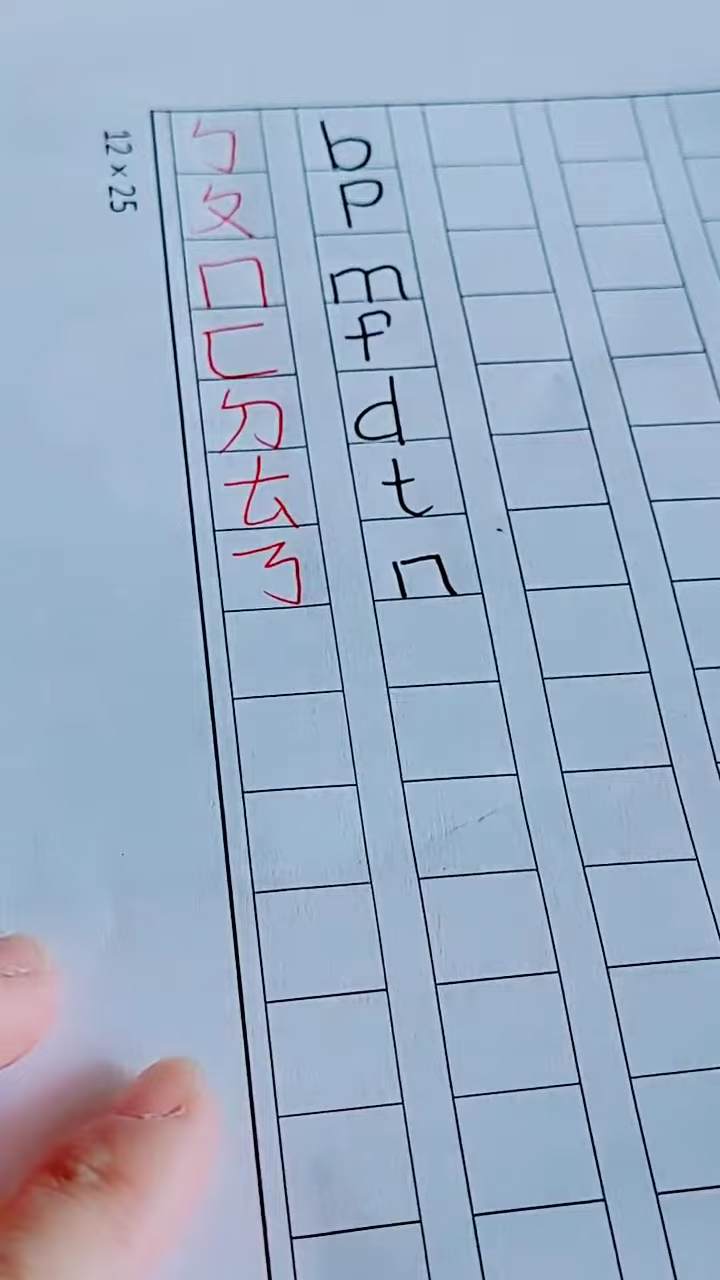 12 x 25
ㄅ b
ㄆ p
ㄇ m
ㄈ f
ㄉ d
ㄊ t
ㄋ n